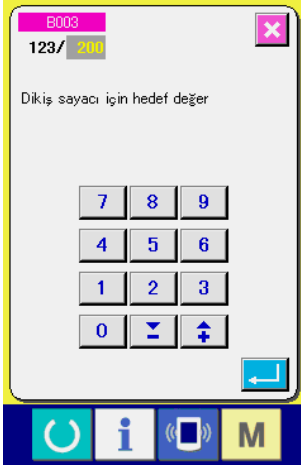 B003
123/ 200
Dikiş sayacı için hedef değer
7 8 9
4 5 6
1 2 3
0
i M